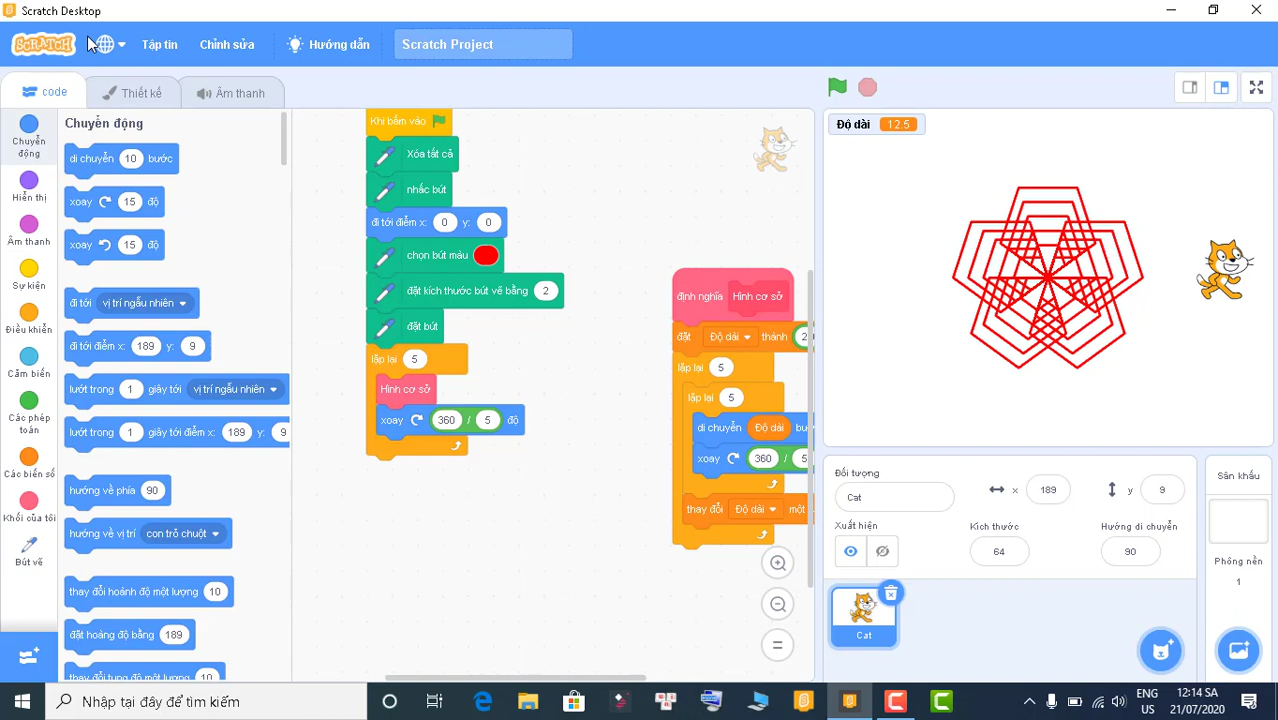 Scratch Desktop
SCRATCH Tập tin Chỉnh sửa Hướng dẫn Scratch Project
code Thiết kế Âm thanh
Chuyển động
Hiển thị
Âm thanh
Sự kiện
Điều khiển
Cảm biến
Các phép toán
Các biến số
Khối của tôi
Bút vẽ
Chuyển động
di chuyển 10 bước
xoay 15 độ
xoay 15 độ
đi tới vị trí ngẫu nhiên
đi tới điểm x: 189 y: 9
lướt trong 1 giây tới vị trí ngẫu nhiên
lướt trong 1 giây tới điểm x: 189 y: 9
hướng về phía 90
hướng về vị trí con trỏ chuột
thay đổi hoành độ một lượng 10
đặt hoàng độ bằng 189
thay đổi tung độ một lượng 10
Khi bấm vào
Xóa tất cả
nhấc bút
đi tới điểm x: 0 y: 0
chọn bút màu
đặt kích thước bút vẽ bằng 2
đặt bút
lặp lại 5
Hình cơ sở
xoay 360 / 5 độ
định nghĩa Hình cơ sở
đặt Độ dài thành 2
lặp lại 5
lặp lại 5
di chuyển Độ dài
xoay 360 / 5
thay đổi Độ dài một
Độ dài 12.5
Đối tượng
Cat
x 189
y 9
Xuất hiện
Kích thước
64
Hướng di chuyển
90
Cat
Sân khấu
Phông nền
1
Nhập tại đây để tìm kiếm
ENG
US
12:14 SA
21/07/2020